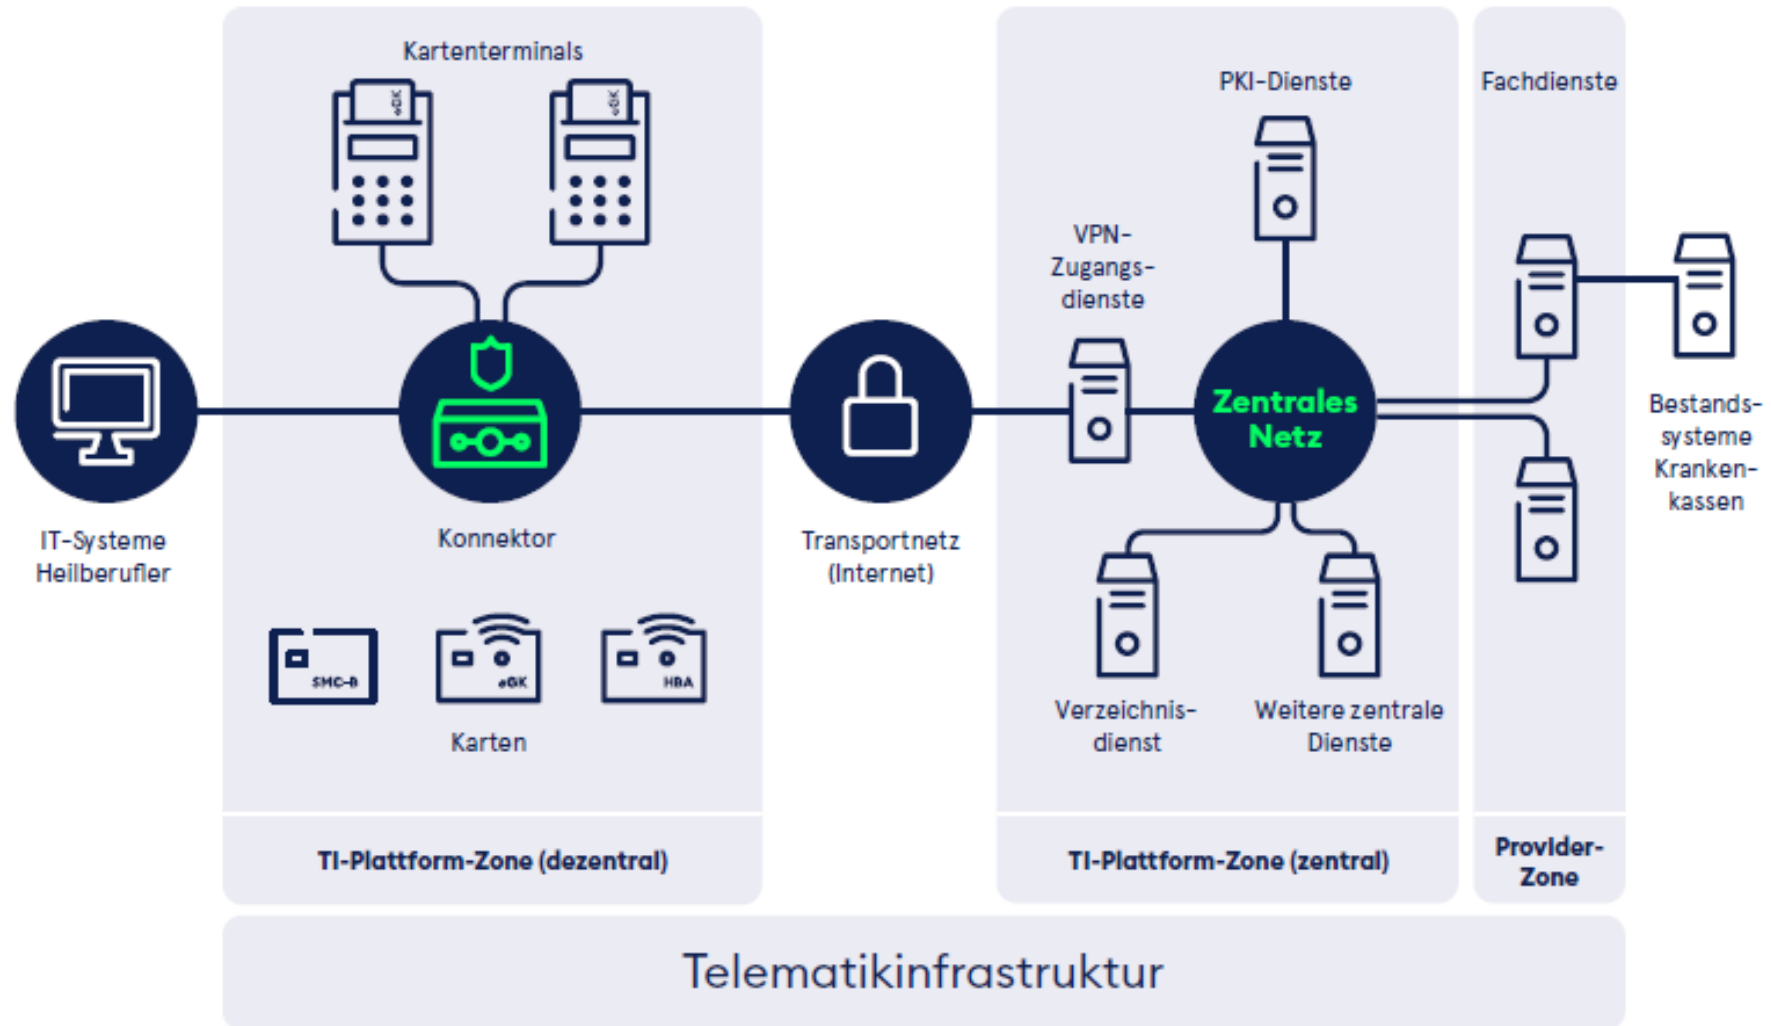 Kartenterminals
eGK
eGK
PKI-Dienste
Fachdienste
VPN-
Zugangs-
dienste
Zentrales
Netz
Bestands-
systeme
Kranken-
kassen
IT-Systeme
Heilberufler
Konnektor
Transportnetz
(Internet)
SMC-B
eGK
HBA
Karten
Verzeichnis-
dienst
Weitere zentrale
Dienste
TI-Plattform-Zone (dezentral)
TI-Plattform-Zone (zentral)
Provider-
Zone
Telematikinfrastruktur